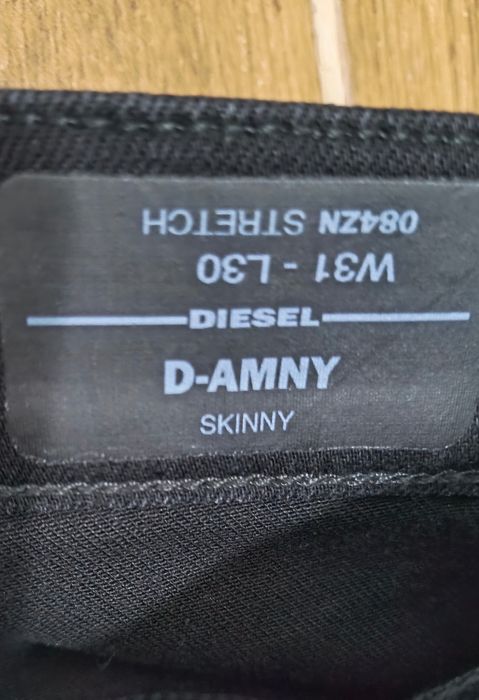 084ZN STRETCH
W31 - L30
DIESEL
D-AMNY
SKINNY